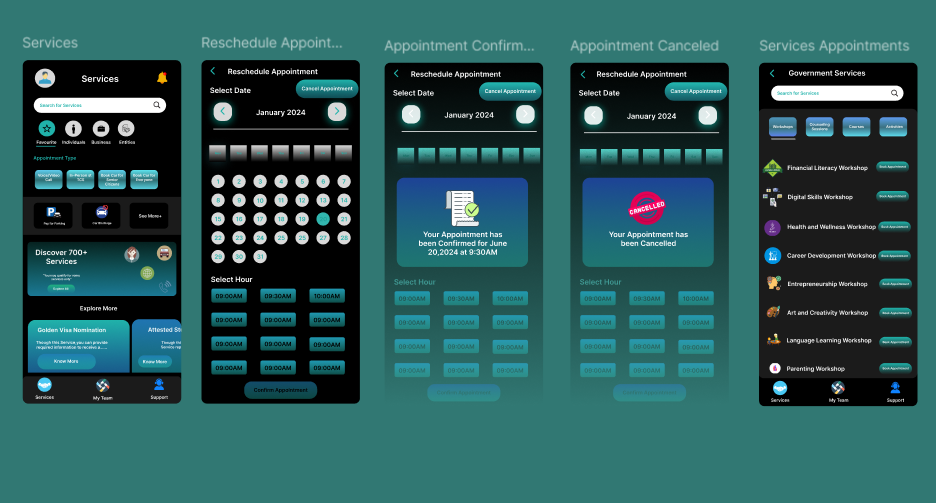 Services
Services
Search for Services
Favourite
Individuals
Business
Entities
Appointment Type
Voice/Video
Call
In-Person at
Book Call for
Senior
Citizens
Book Call for
Pay for Parking
See More+
Discover 700+
Services
Explore More
Golden Visa Nomination
Though this Service,you can provide
required information to receive a......
Know More
Attested St
Know More
Services
My Team
Support
Reschedule Appoint...
Reschedule Appointment
Select Date
Cancel Appointment
January 2024
1 2 3 4 5 6 7
8 9 10 11 12 13 14
15 16 17 18 19 21
22 23 24 25 26 27 28
29 30 31
Select Hour
09:00AM 09:30AM 10:00AM
09:00AM 09:00AM 09:00AM
09:00AM 09:00AM 09:00AM
09:00AM 09:00AM 09:00AM
Confirm Appointment
Appointment Confirm...
Reschedule Appointment
Select Date
Cancel Appointment
January 2024
Your Appointment has
been Confirmed for June
20,2024 at 9:30AM
Select Hour
09:00AM 09:30AM 10:00AM
09:00AM 09:00AM 09:00AM
09:00AM 09:00AM 09:00AM
09:00AM 09:00AM 09:00AM
Confirm Appointment
Appointment Canceled
Reschedule Appointment
Select Date
Cancel Appointment
January 2024
CANCELLED
Your Appointment has
been Cancelled
Select Hour
09:00AM 09:30AM 10:00AM
09:00AM 09:00AM 09:00AM
09:00AM 09:00AM 09:00AM
09:00AM 09:00AM 09:00AM
Confirm Appointment
Services Appointments
Government Services
Search for Services
Workshops
Counseling
Sessions
Courses
Activities
Financial Literacy Workshop
Book Appointment
Digital Skills Workshop
Book Appointment
Health and Wellness Workshop
Book Appointment
Career Development Workshop
Book Appointment
Entrepreneurship Workshop
Book Appointment
Art and Creativity Workshop
Book Appointment
Language Learning Workshop
Book Appointment
Parenting Workshop
Book Appointment
Services
My Team
Support